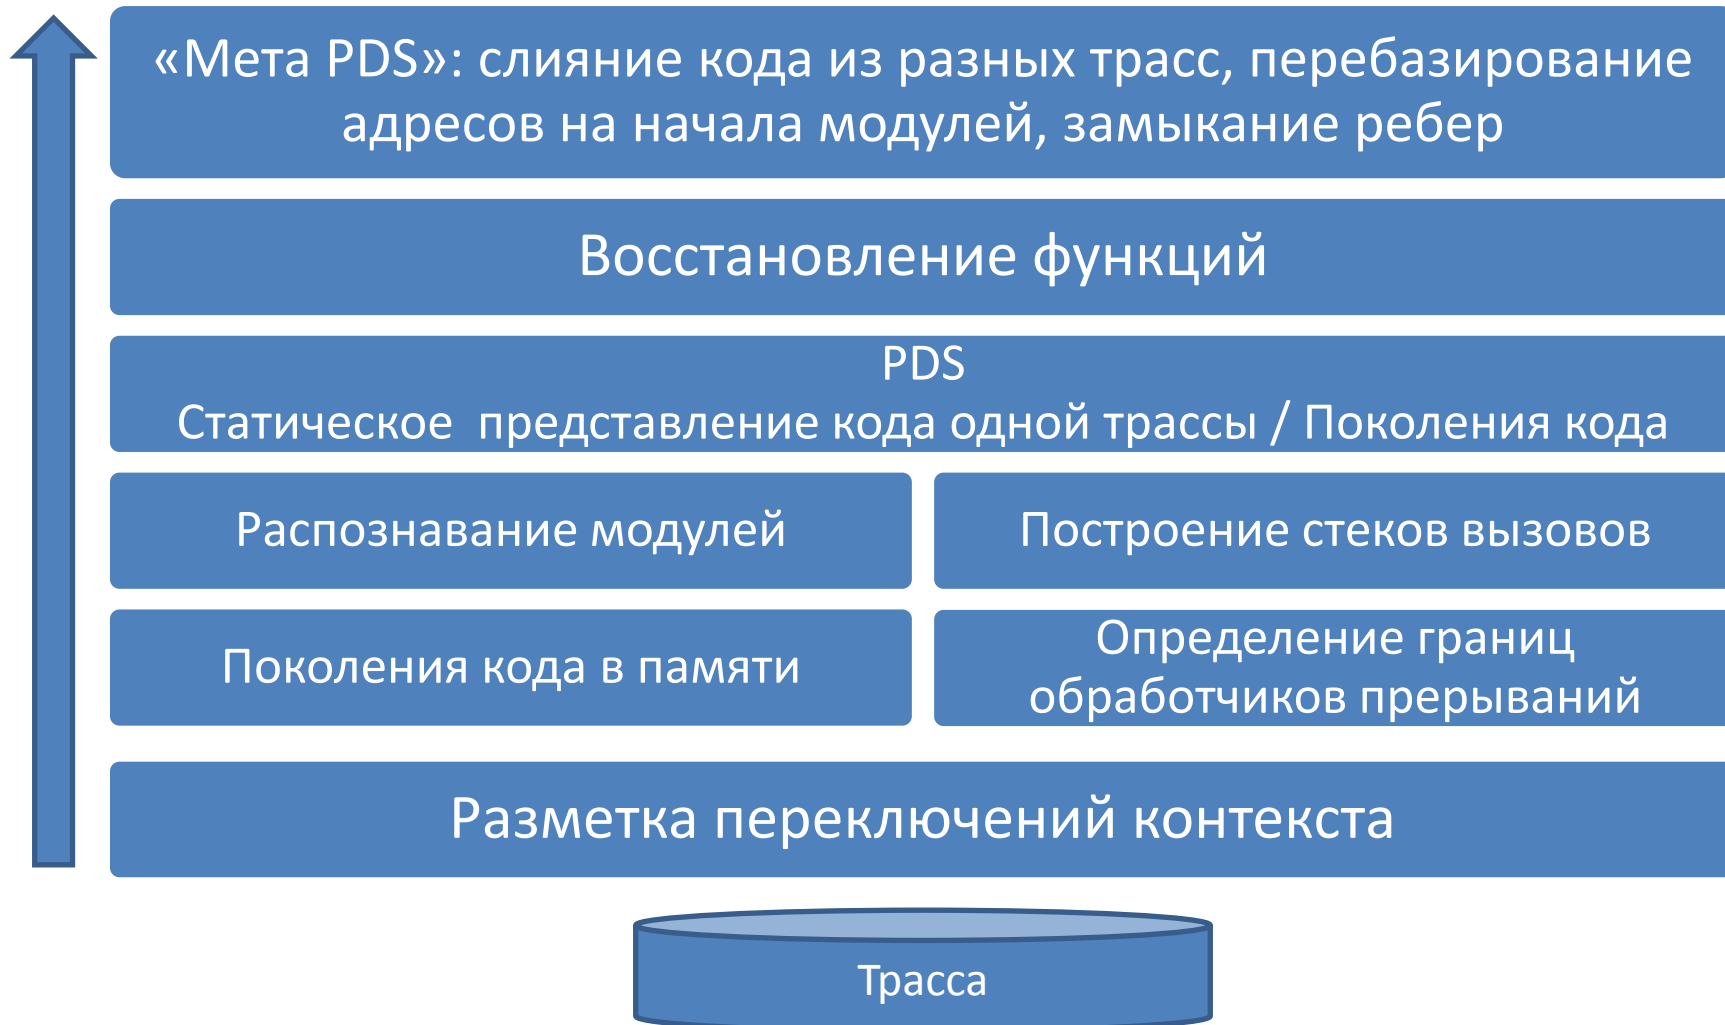 «Мета PDS»: слияние кода из разных трасс, перебазирование
адресов на начала модулей, замыкание ребер
Восстановление функций
PDS
Статическое представление кода одной трассы / Поколения кода
Распознавание модулей
Построение стеков вызовов
Поколения кода в памяти
Определение границ
обработчиков прерываний
Разметка переключений контекста
Трасса